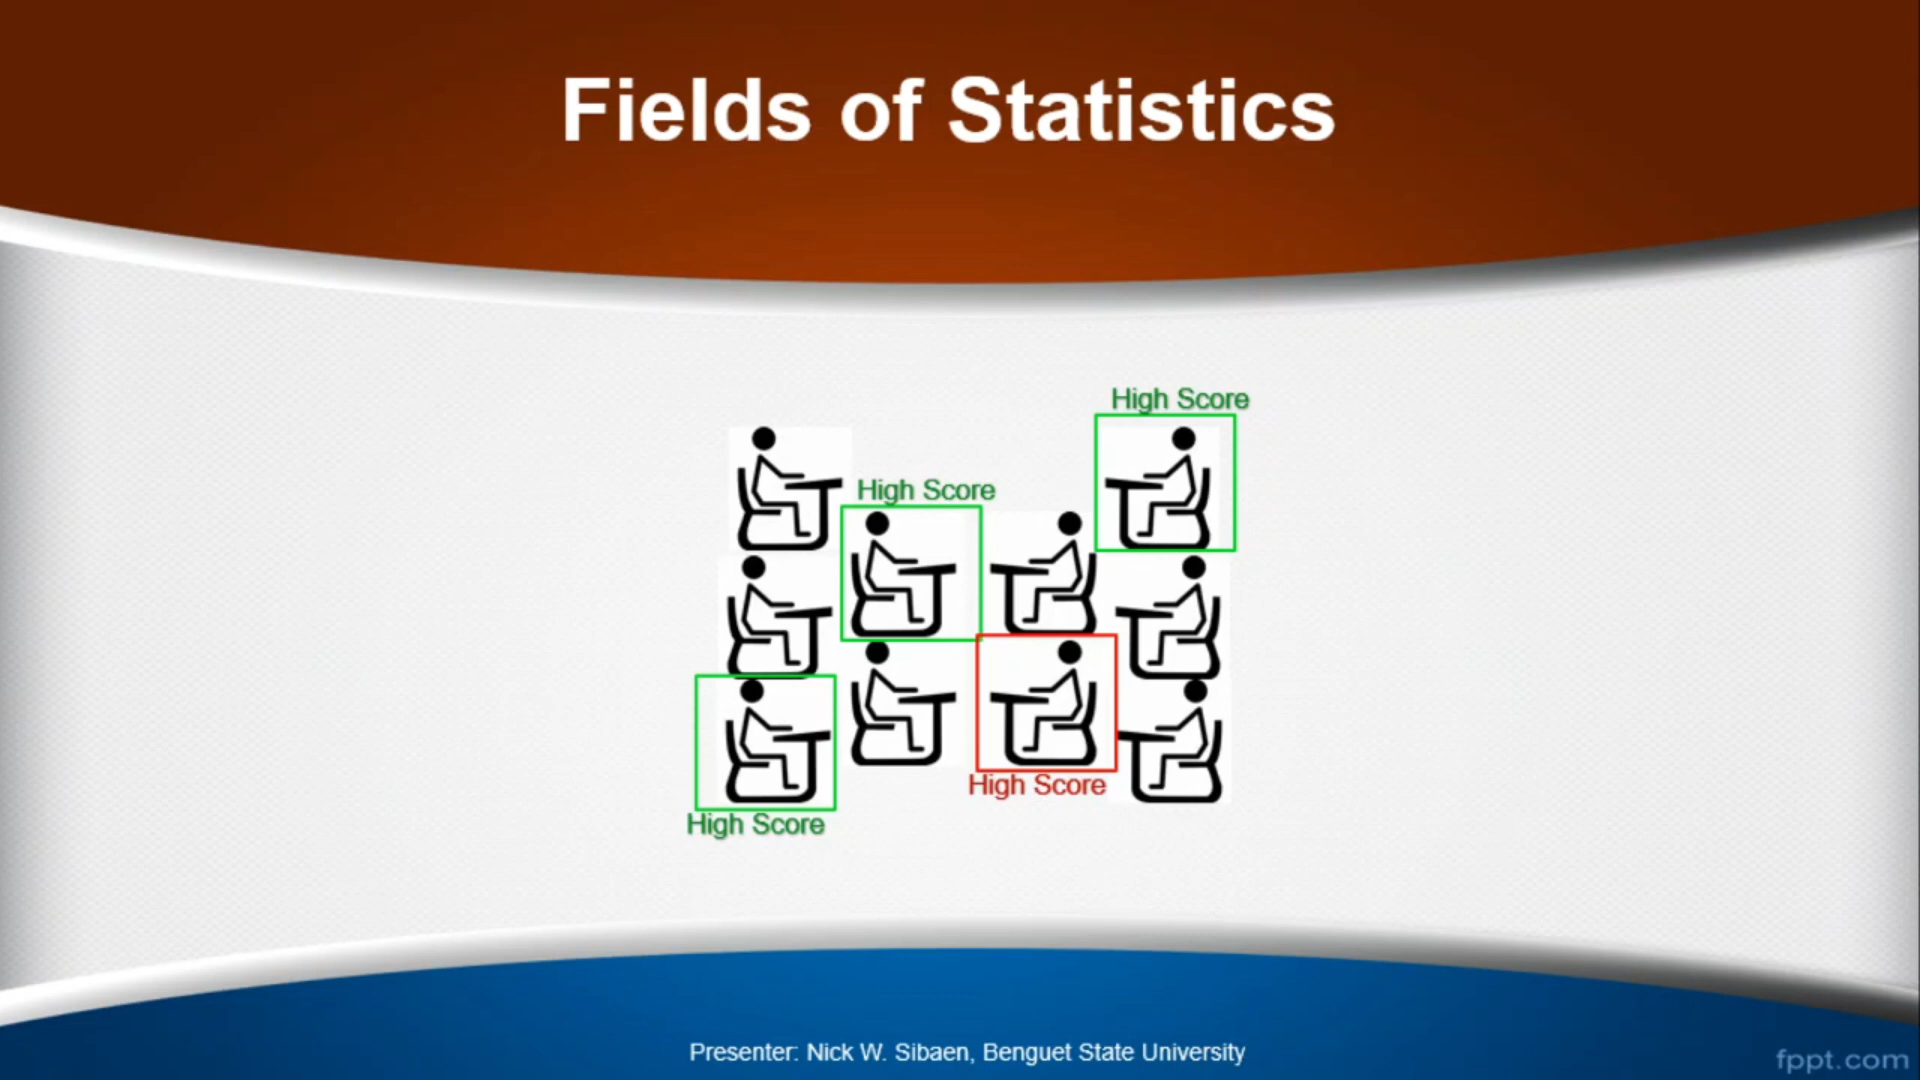 Fields of Statistics
High Score
High Score
High Score
High Score
Presenter: Nick W. Sibaen, Benguet State University
fppt.com